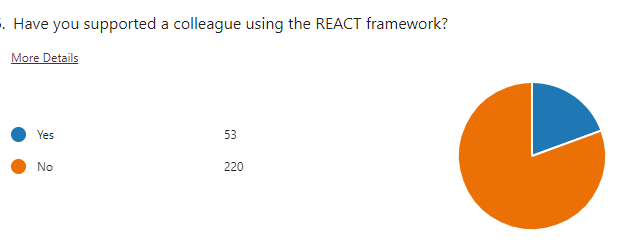 . Have you supported a colleague using the REACT framework?
More Details
Yes 53
No 220